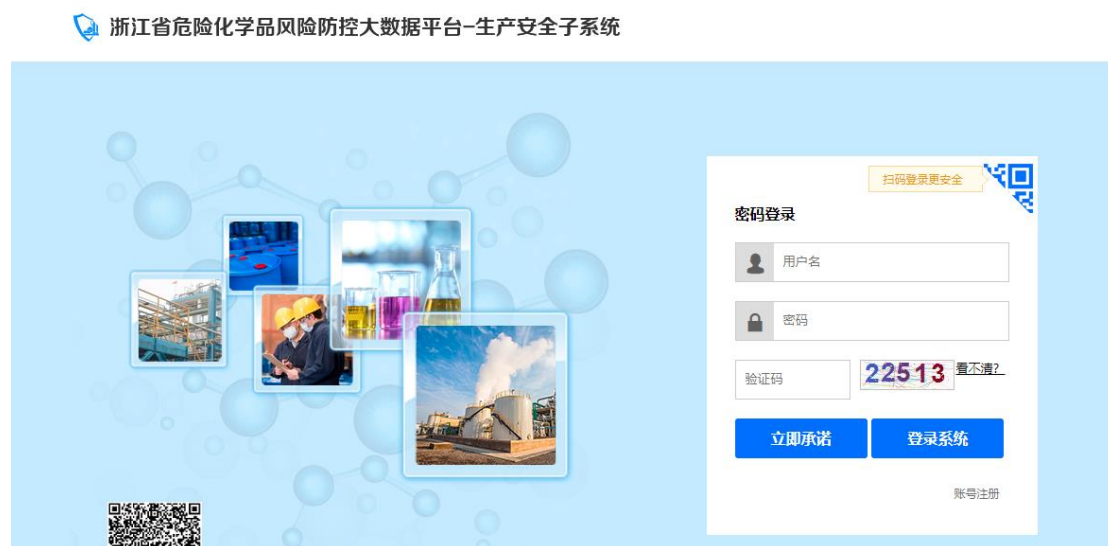 浙江省危险化学品风险防控大数据平台-生产安全子系统
扫码登录更安全
密码登录
用户名
密码
验证码
22513
看不清?
立即承诺
登录系统
账号注册